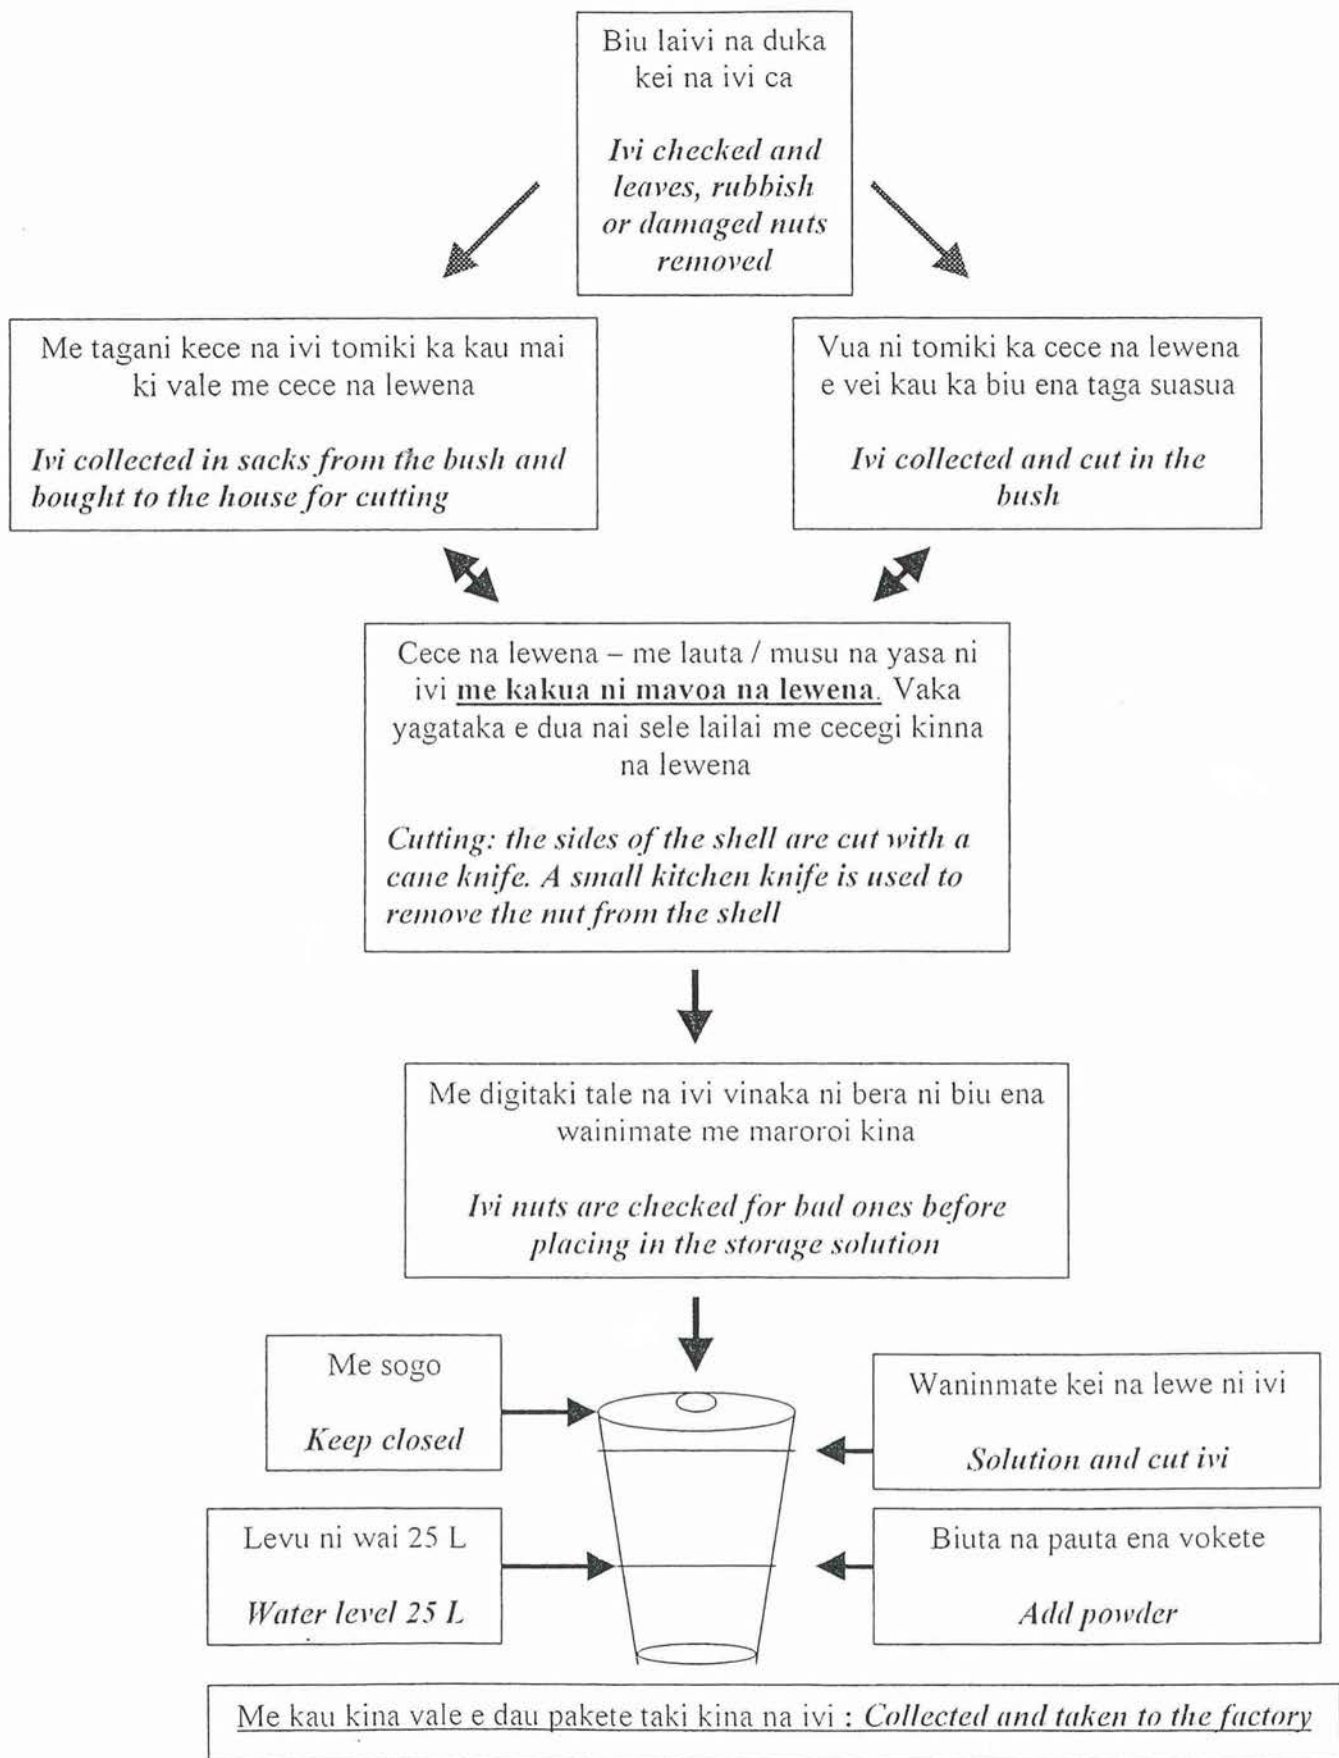 Biu laivi na duka
kei na ivi ca
Ivi checked and
leaves, rubbish
or damaged nuts
removed
Me tagani kece na ivi tomiki ka kau mai
ki vale me cece na lewena
Ivi collected in sacks from the bush and
bought to the house for cutting
Vua ni tomiki ka cece na lewena
e vei kau ka biu ena taga suasua
Ivi collected and cut in the
bush
Cece na lewena – me lauta / musu na yasa ni
ivi me kakua ni mavoa na lewena. Vaka
yagataka e dua nai sele lailai me cecegi kinna
na lewena
Cutting: the sides of the shell are cut with a
cane knife. A small kitchen knife is used to
remove the nut from the shell
Me digitaki tale na ivi vinaka ni bera ni biu ena
wainimate me maroroi kina
Ivi nuts are checked for bad ones before
placing in the storage solution
Me sogo
Keep closed
Waninmate kei na lewe ni ivi
Solution and cut ivi
Levu ni wai 25 L
Water level 25 L
Biuta na pauta ena vokete
Add powder
Me kau kina vale e dau pakete taki kina na ivi : Collected and taken to the factory